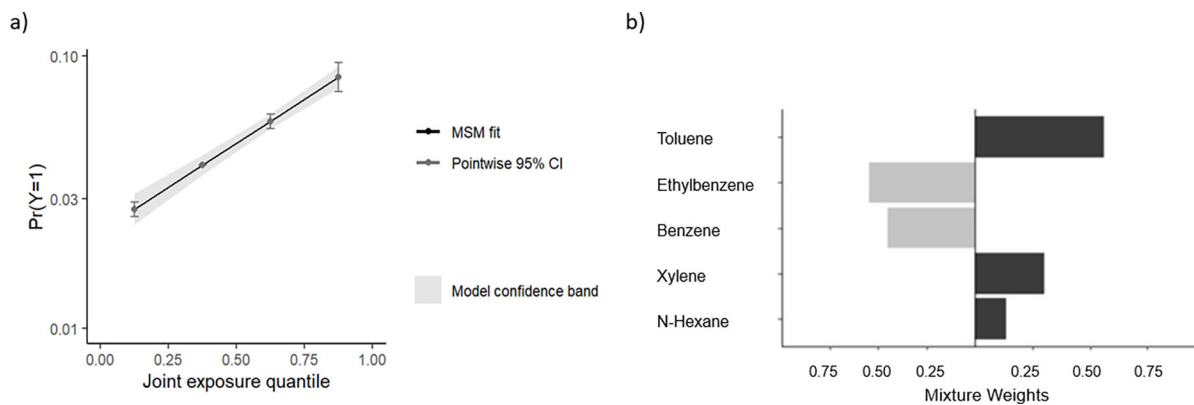 a)
Pr(Y=1)
0.10
0.03
0.01
0.00 0.25 0.50 0.75 1.00
Joint exposure quantile
MSM fit
Pointwise 95% CI
Model confidence band
b)
Toluene
Ethylbenzene
Benzene
Xylene
N-Hexane
0.75 0.50 0.25 0.25 0.50 0.75
Mixture Weights